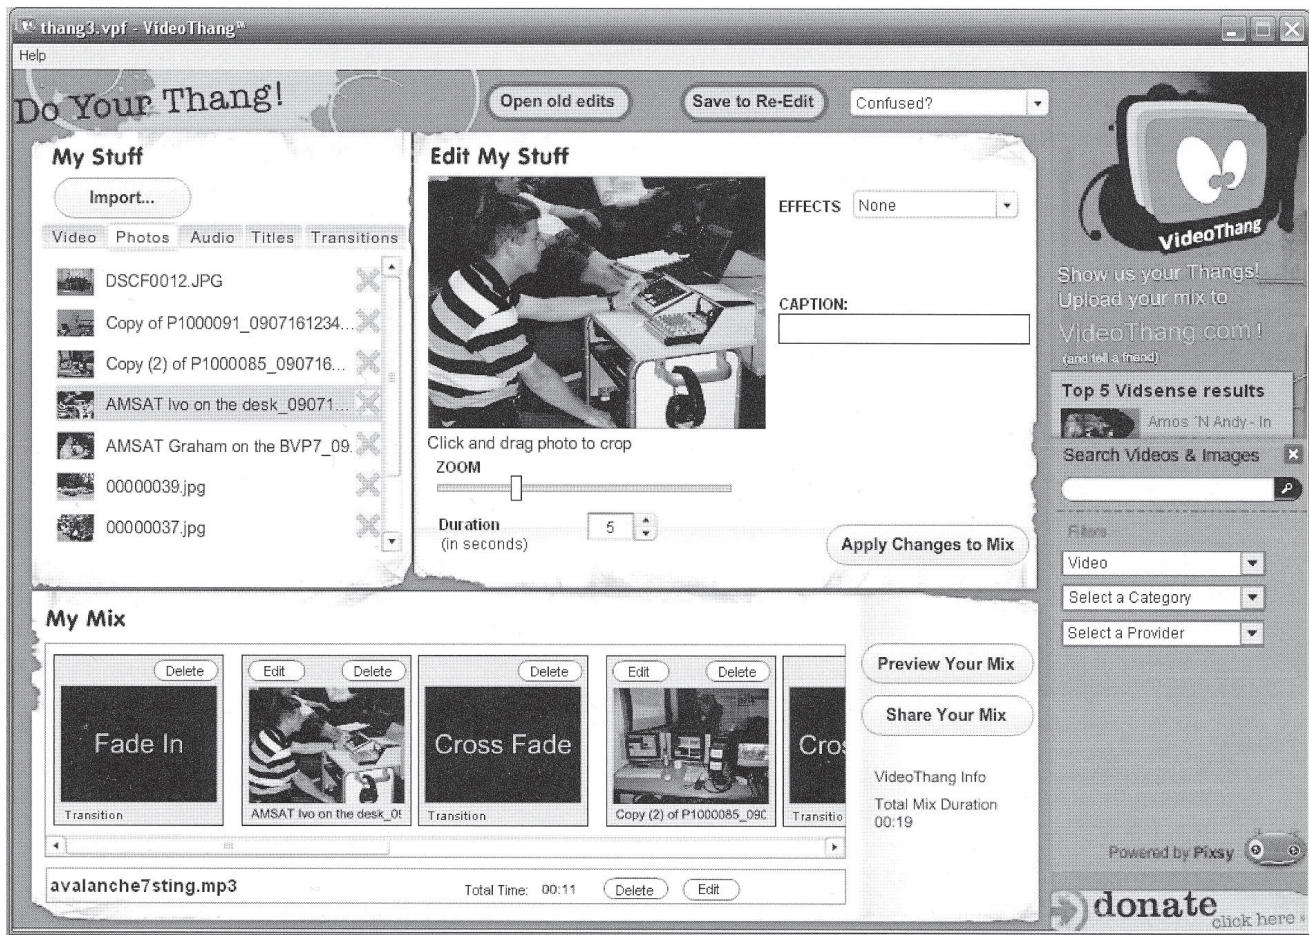 thang3.vpf - VideoThang™
Help
Do Your Thang!
Open old edits
Save to Re-Edit
Confused?
My Stuff
Import...
Video Photos Audio Titles Transitions
DSCF0012.JPG
Copy of P1000091_0907161234...
Copy (2) of P1000085_090716...
AMSAT Ivo on the desk_09071...
AMSAT Graham on the BVP7_09.
00000039.jpg
00000037.jpg
Edit My Stuff
EFFECTS None
CAPTION:
Click and drag photo to crop
ZOOM
Duration 5
(in seconds)
Apply Changes to Mix
VideoThang
Show us your Thangs!
Upload your mix to
VideoThang.com!
(and tell a friend)
Top 5 Vidsense results
Amos 'N Andy - In
Search Videos & Images
Filters
Video
Select a Category
Select a Provider
Powered by Pixsy
donate
click here »
My Mix
Delete
Fade In
Transition
Edit Delete
AMSAT Ivo on the desk_09
Delete
Cross Fade
Transition
Edit Delete
Copy (2) of P1000085_090
Cros
Transitio
Preview Your Mix
Share Your Mix
VideoThang Info
Total Mix Duration
00:19
avalanche7sting.mp3 Total Time: 00:11 Delete Edit